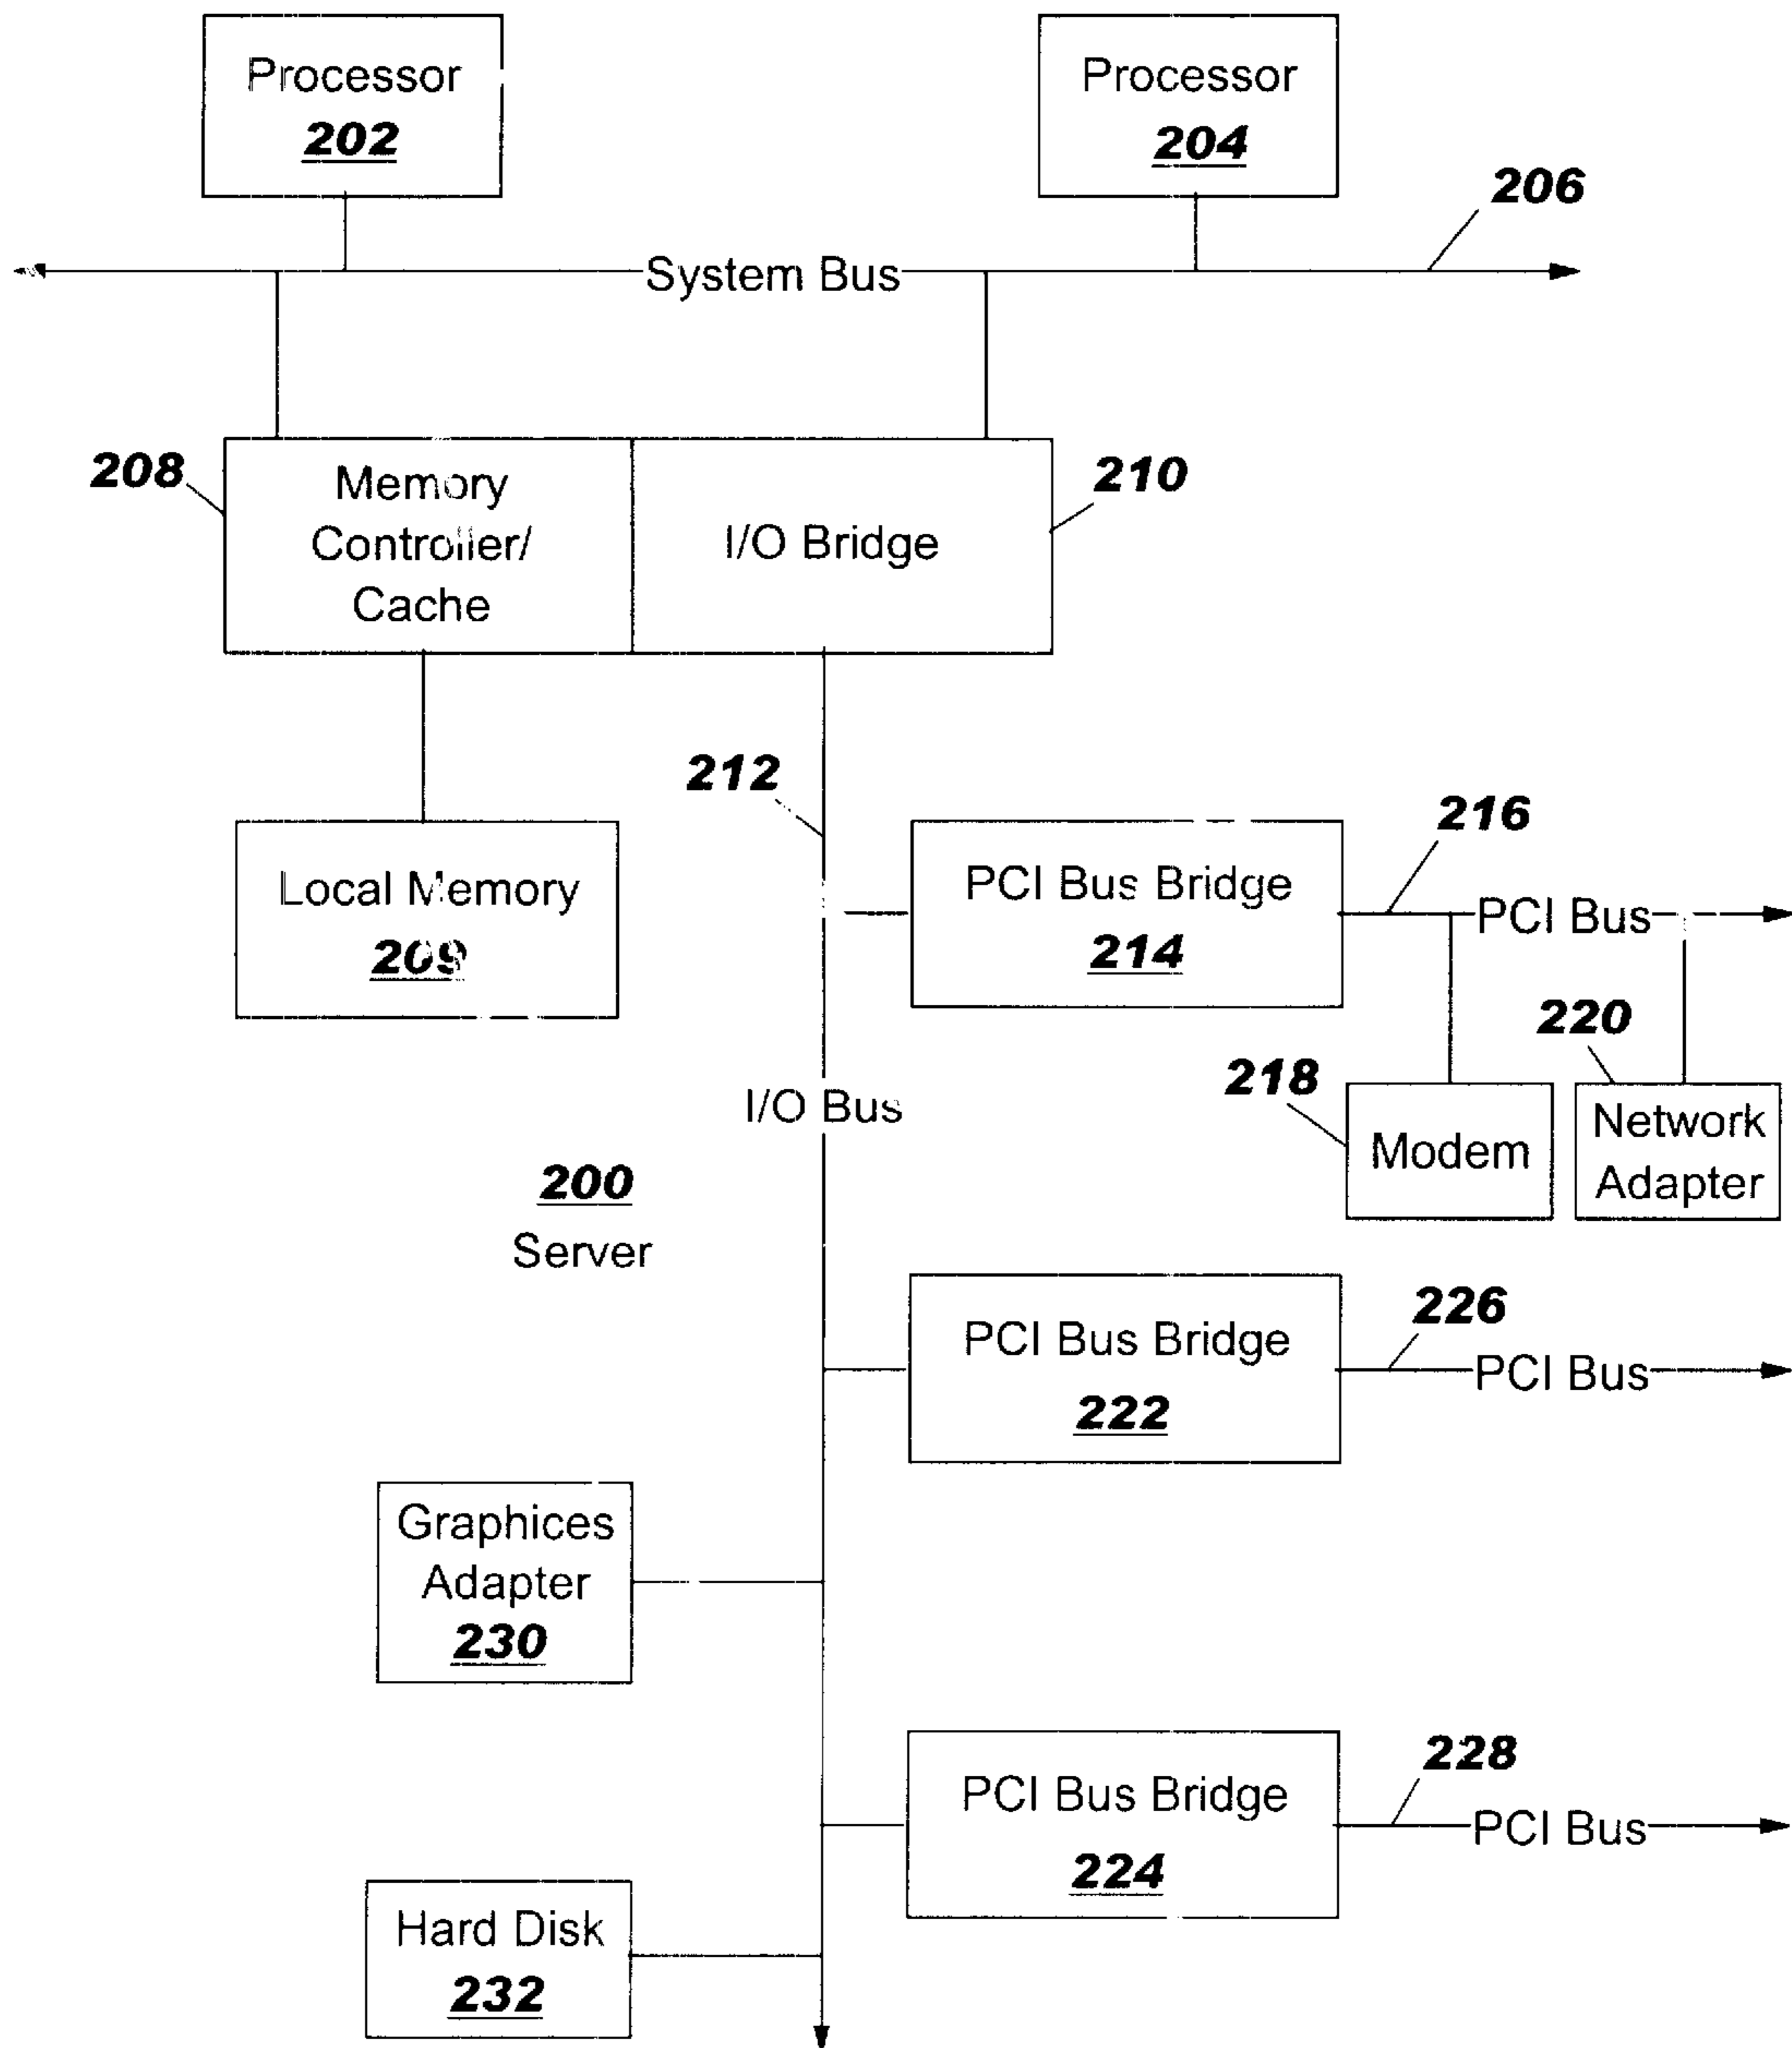 Processor
202
Processor
204
206
System Bus
208
Memory
Controller/
Cache
I/O Bridge
210
212
Local Memory
209
PCI Bus Bridge
214
216
PCI Bus
218
Modem
220
Network
Adapter
I/O Bus
200
Server
PCI Bus Bridge
222
226
PCI Bus
Graphices
Adapter
230
PCI Bus Bridge
224
228
PCI Bus
Hard Disk
232